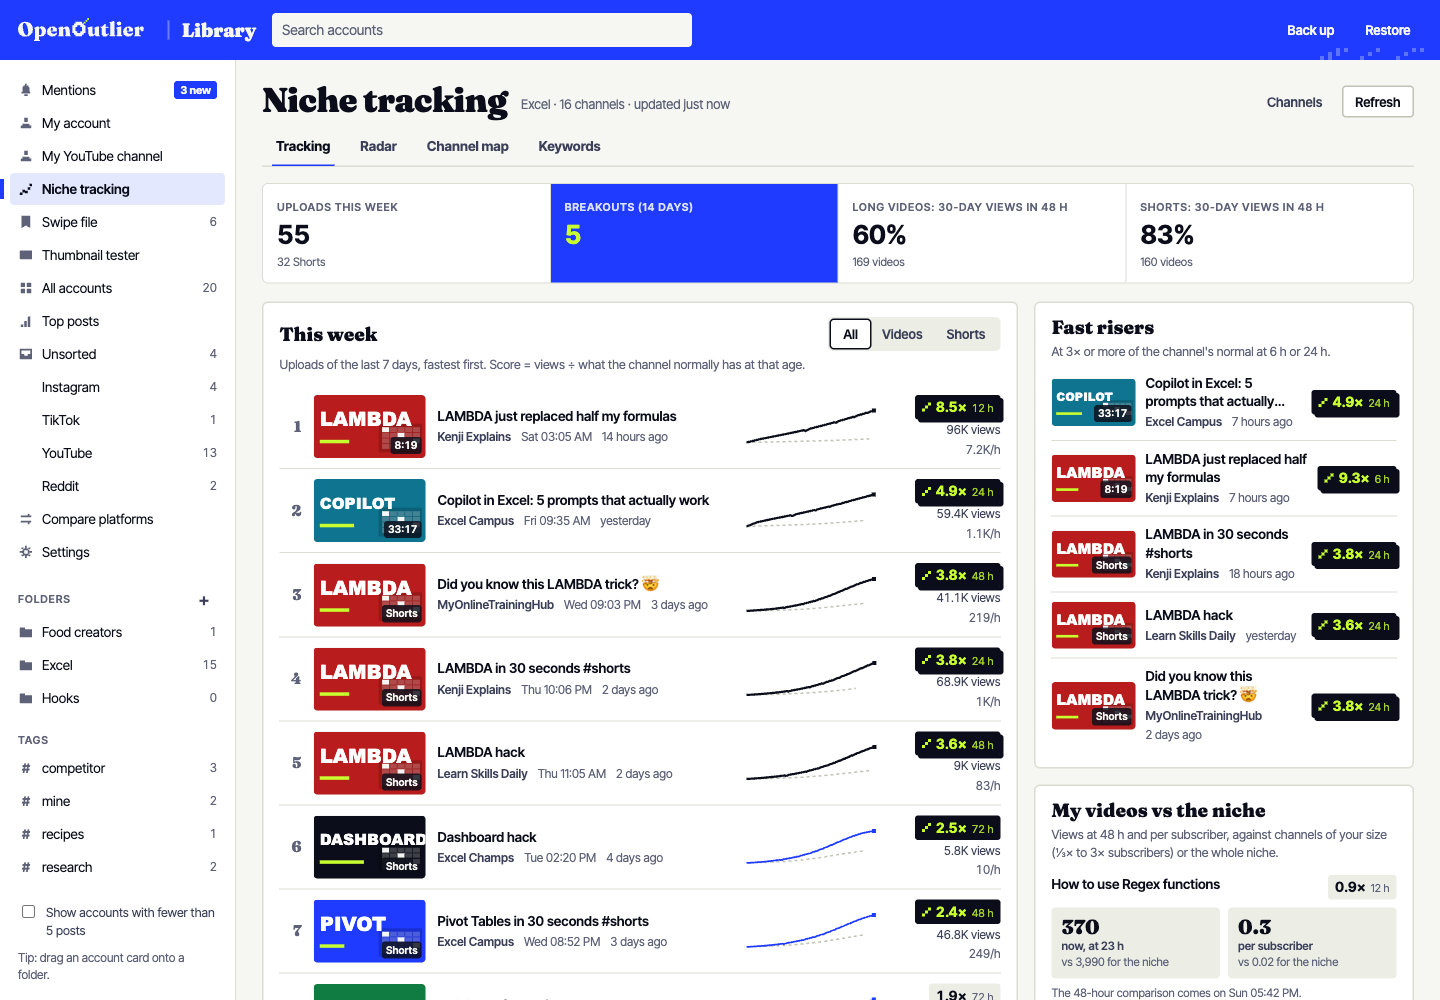 OpenOutlier
Library
Search accounts
Back up
Restore
Mentions
3 new
My account
My YouTube channel
Niche tracking
Swipe file
6
Thumbnail tester
All accounts
20
Top posts
Unsorted
4
Instagram
4
TikTok
1
YouTube
13
Reddit
2
Compare platforms
Settings
FOLDERS
+
Food creators
1
Excel
15
Hooks
0
TAGS
# competitor
3
# mine
2
# recipes
1
# research
2
Show accounts with fewer than
5 posts
Tip: drag an account card onto a
folder.
Niche tracking
Excel · 16 channels · updated just now
Channels
Refresh
Tracking
Radar
Channel map
Keywords
UPLOADS THIS WEEK
55
32 Shorts
BREAKOUTS (14 DAYS)
5
LONG VIDEOS: 30-DAY VIEWS IN 48 H
60%
169 videos
SHORTS: 30-DAY VIEWS IN 48 H
83%
160 videos
This week
All
Videos
Shorts
Uploads of the last 7 days, fastest first. Score = views ÷ what the channel normally has at that age.
1
LAMBDA
8:19
LAMBDA just replaced half my formulas
Kenji Explains Sat 03:05 AM 14 hours ago
8.5× 12 h
96K views
7.2K/h
2
COPILOT
33:17
Copilot in Excel: 5 prompts that actually work
Excel Campus Fri 09:35 AM yesterday
4.9× 24 h
59.4K views
1.1K/h
3
LAMBDA
Shorts
Did you know this LAMBDA trick? 🤯
MyOnlineTrainingHub Wed 09:03 PM 3 days ago
3.8× 48 h
41.1K views
219/h
4
LAMBDA
Shorts
LAMBDA in 30 seconds #shorts
Kenji Explains Thu 10:06 PM 2 days ago
3.8× 24 h
68.9K views
1K/h
5
LAMBDA
Shorts
LAMBDA hack
Learn Skills Daily Thu 11:05 AM 2 days ago
3.6× 48 h
9K views
83/h
6
DASHBOARD
Shorts
Dashboard hack
Excel Champs Tue 02:20 PM 4 days ago
2.5× 72 h
5.8K views
10/h
7
PIVOT
Shorts
Pivot Tables in 30 seconds #shorts
Excel Campus Wed 08:52 PM 3 days ago
2.4× 48 h
46.8K views
249/h
1.9× 72 h
Fast risers
At 3× or more of the channel's normal at 6 h or 24 h.
COPILOT
33:17
Copilot in Excel: 5
prompts that actually...
Excel Campus 7 hours ago
4.9× 24 h
LAMBDA
8:19
LAMBDA just replaced half
my formulas
Kenji Explains 7 hours ago
9.3× 6 h
LAMBDA
Shorts
LAMBDA in 30 seconds
#shorts
Kenji Explains 18 hours ago
3.8× 24 h
LAMBDA
Shorts
LAMBDA hack
Learn Skills Daily yesterday
3.6× 24 h
LAMBDA
Shorts
Did you know this
LAMBDA trick? 🤯
MyOnlineTrainingHub
2 days ago
3.8× 24 h
My videos vs the niche
Views at 48 h and per subscriber, against channels of your size
(⅓× to 3× subscribers) or the whole niche.
How to use Regex functions
0.9× 12 h
370
now, at 23 h
vs 3,990 for the niche
0.3
per subscriber
vs 0.02 for the niche
The 48-hour comparison comes on Sun 05:42 PM.